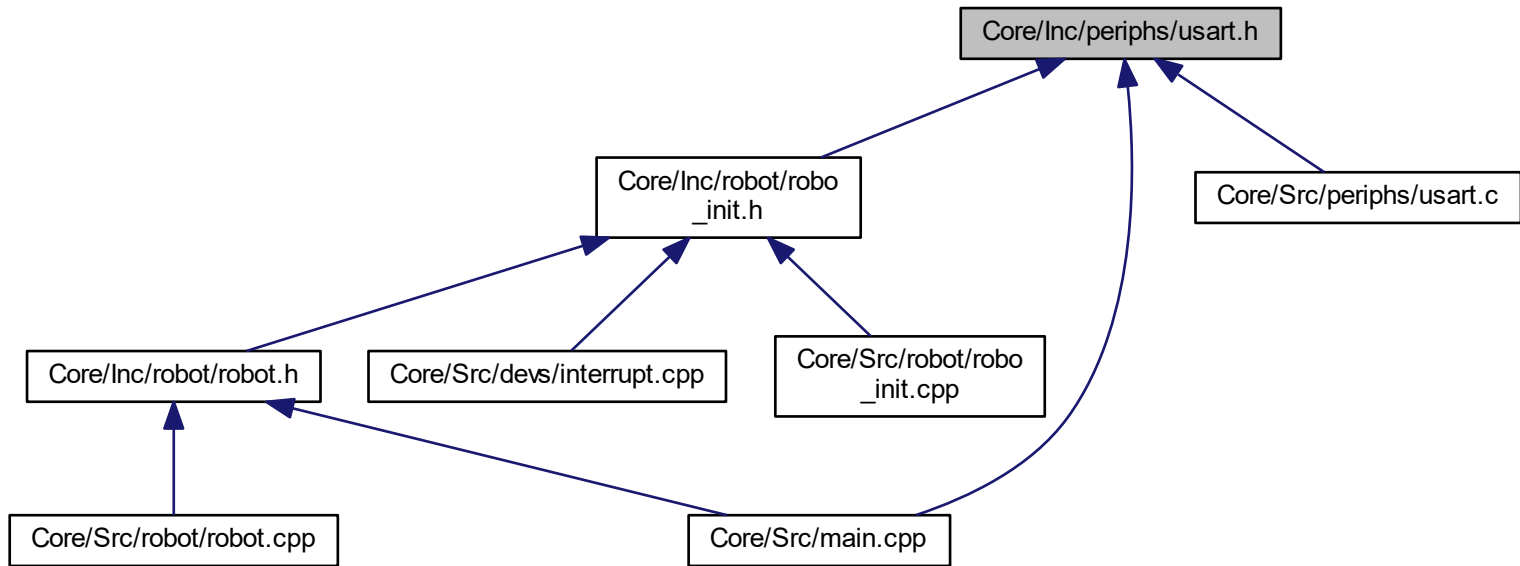 Core/Inc/periphs/usart.h
Core/Inc/robot/robo
_init.h
Core/Src/periphs/usart.c
Core/Inc/robot/robot.h
Core/Src/devs/interrupt.cpp
Core/Src/robot/robo
_init.cpp
Core/Src/robot/robot.cpp
Core/Src/main.cpp